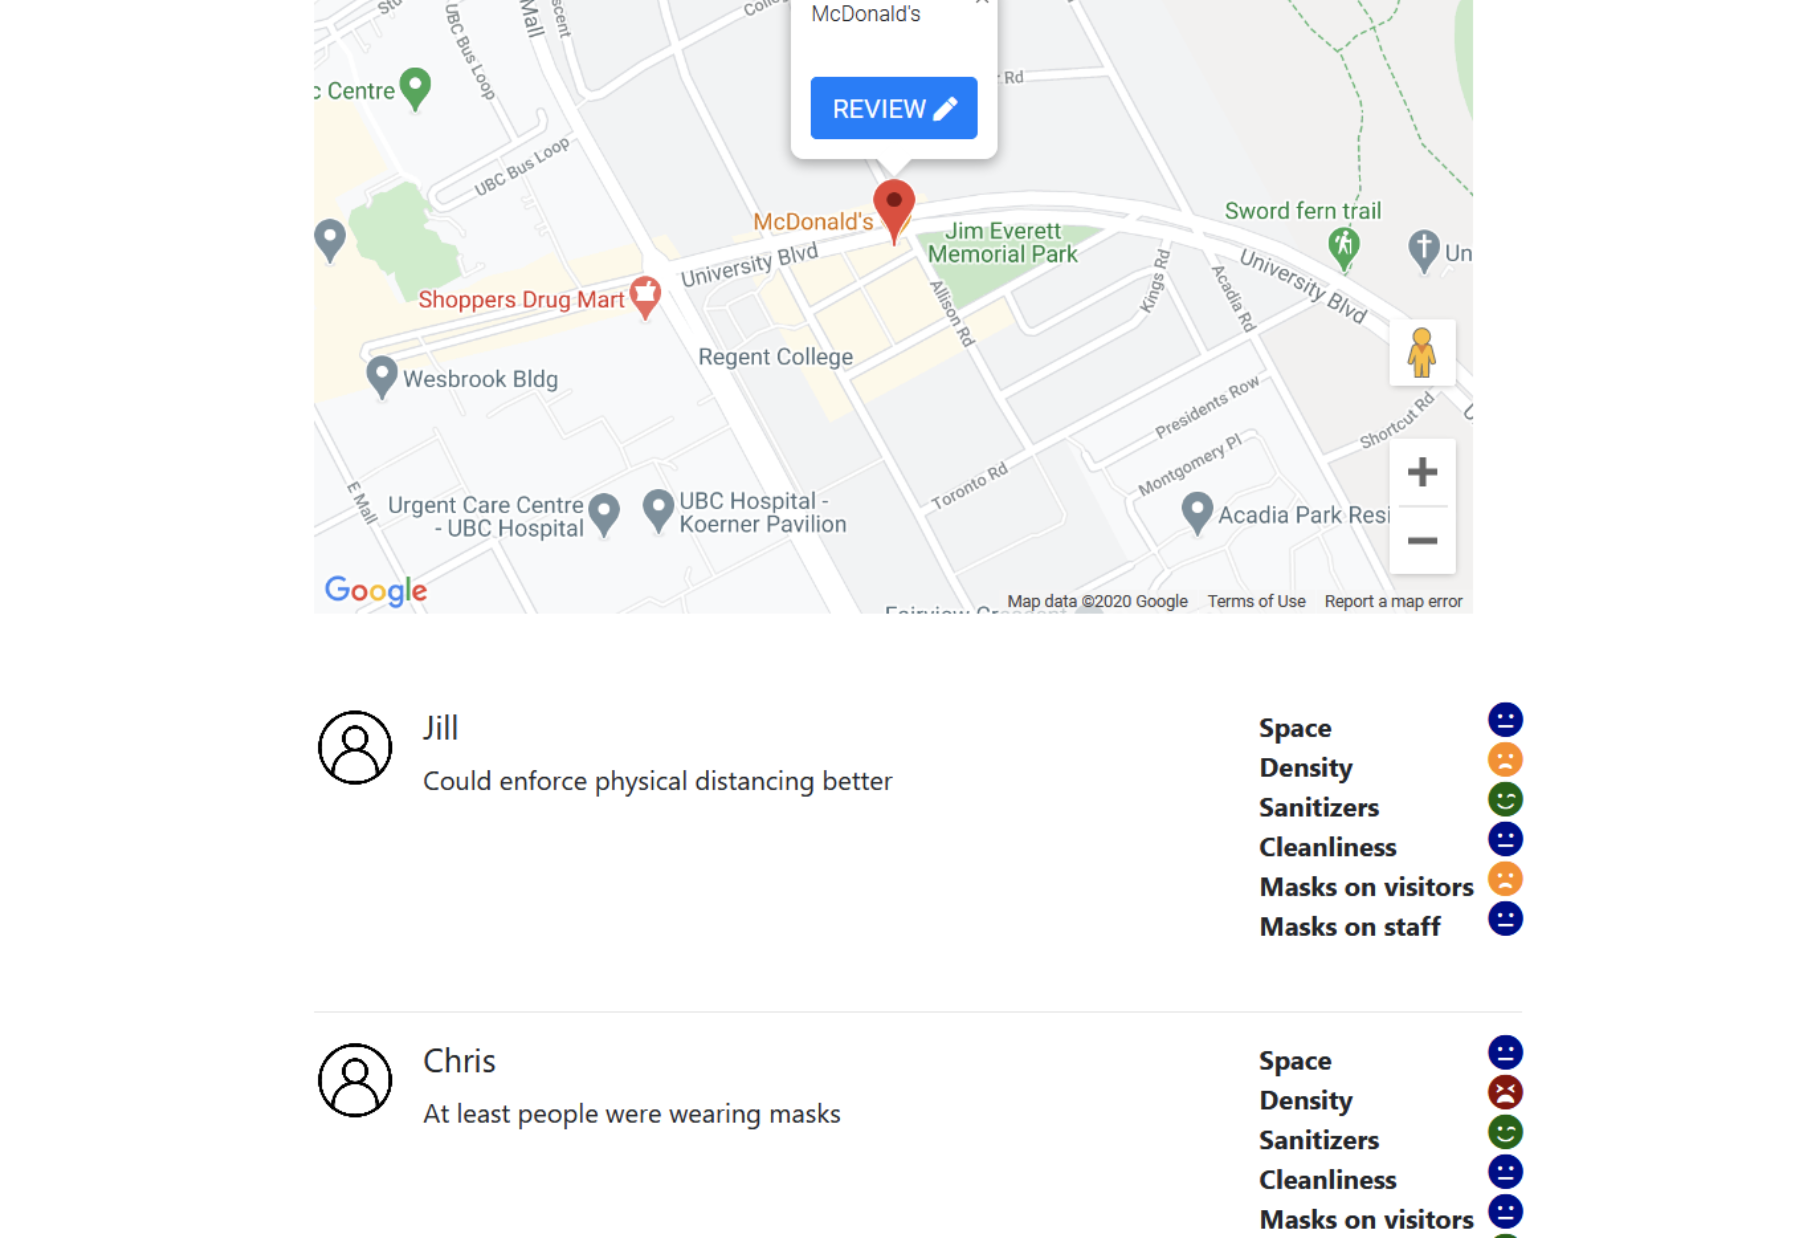 McDonald's
REVIEW
UBC Bus Loop
Mall
scent
Rd
c Centre
UBC Bus Loop
McDonald's
Sword fern trail
Jim Everett
Memorial Park
University Blvd
Un
University Blvd
Kings Rd
Acadia Rd
Allison Rd
Shoppers Drug Mart
Regent College
Wesbrook Bldg
Presidents Row
Shortcut Rd
Montgomery Pl
Toronto Rd
E Mall
Urgent Care Centre
- UBC Hospital
UBC Hospital -
Koerner Pavilion
Acadia Park Resi
Google
Map data ©2020 Google Terms of Use Report a map error
Jill
Could enforce physical distancing better
Space
Density
Sanitizers
Cleanliness
Masks on visitors
Masks on staff
Chris
At least people were wearing masks
Space
Density
Sanitizers
Cleanliness
Masks on visitors